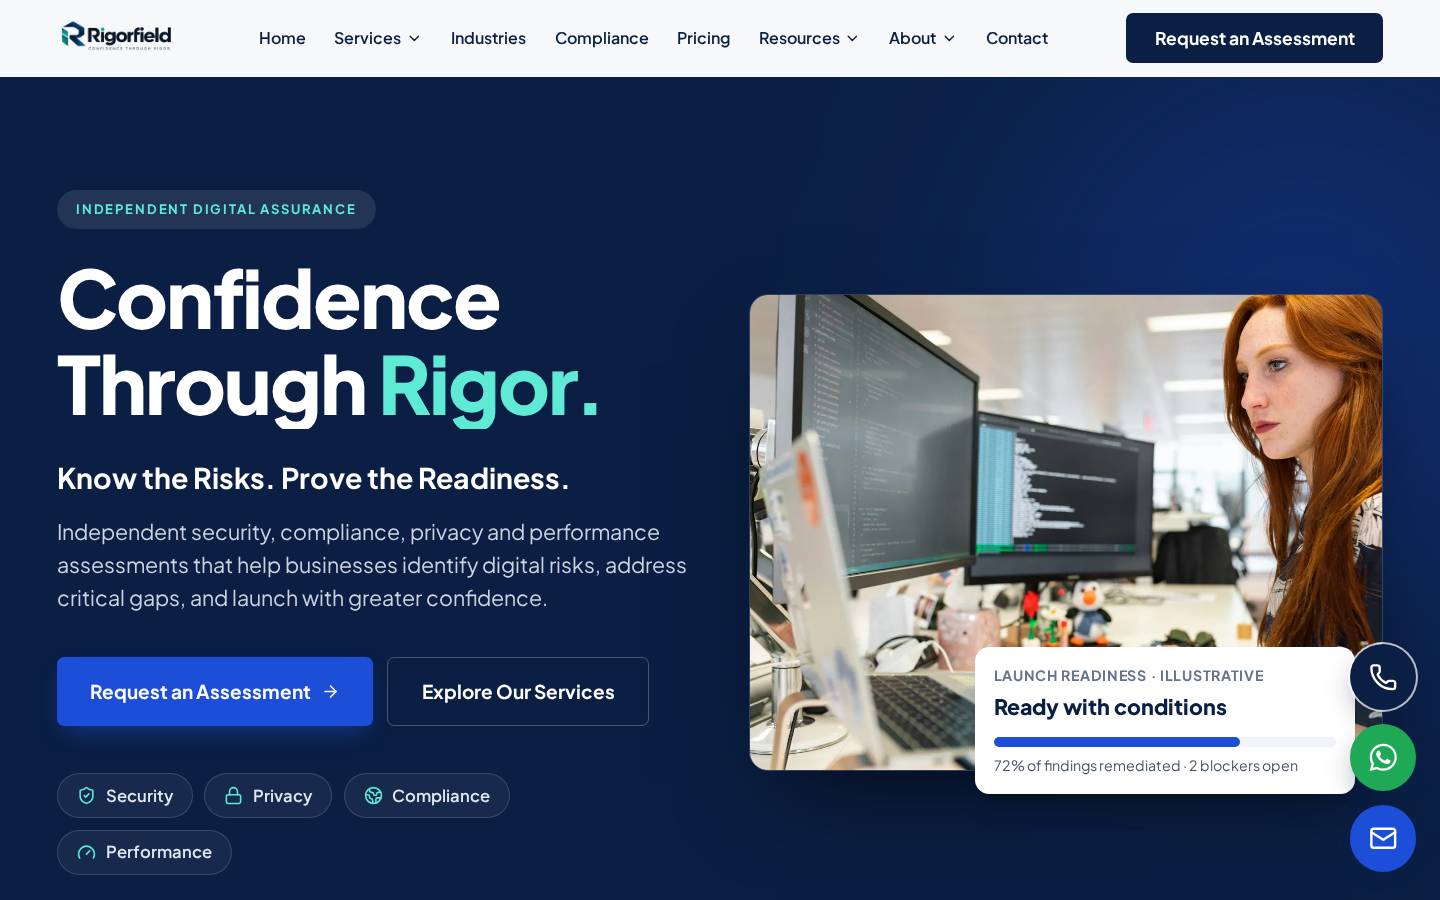 Rigorfield
CONFIDENCE THROUGH RIGOR
Home
Services
Industries
Compliance
Pricing
Resources
About
Contact
Request an Assessment
INDEPENDENT DIGITAL ASSURANCE
Confidence
Through Rigor.
Know the Risks. Prove the Readiness.
Independent security, compliance, privacy and performance
assessments that help businesses identify digital risks, address
critical gaps, and launch with greater confidence.
Request an Assessment
Explore Our Services
Security
Privacy
Compliance
Performance
LAUNCH READINESS · ILLUSTRATIVE
Ready with conditions
72% of findings remediated · 2 blockers open